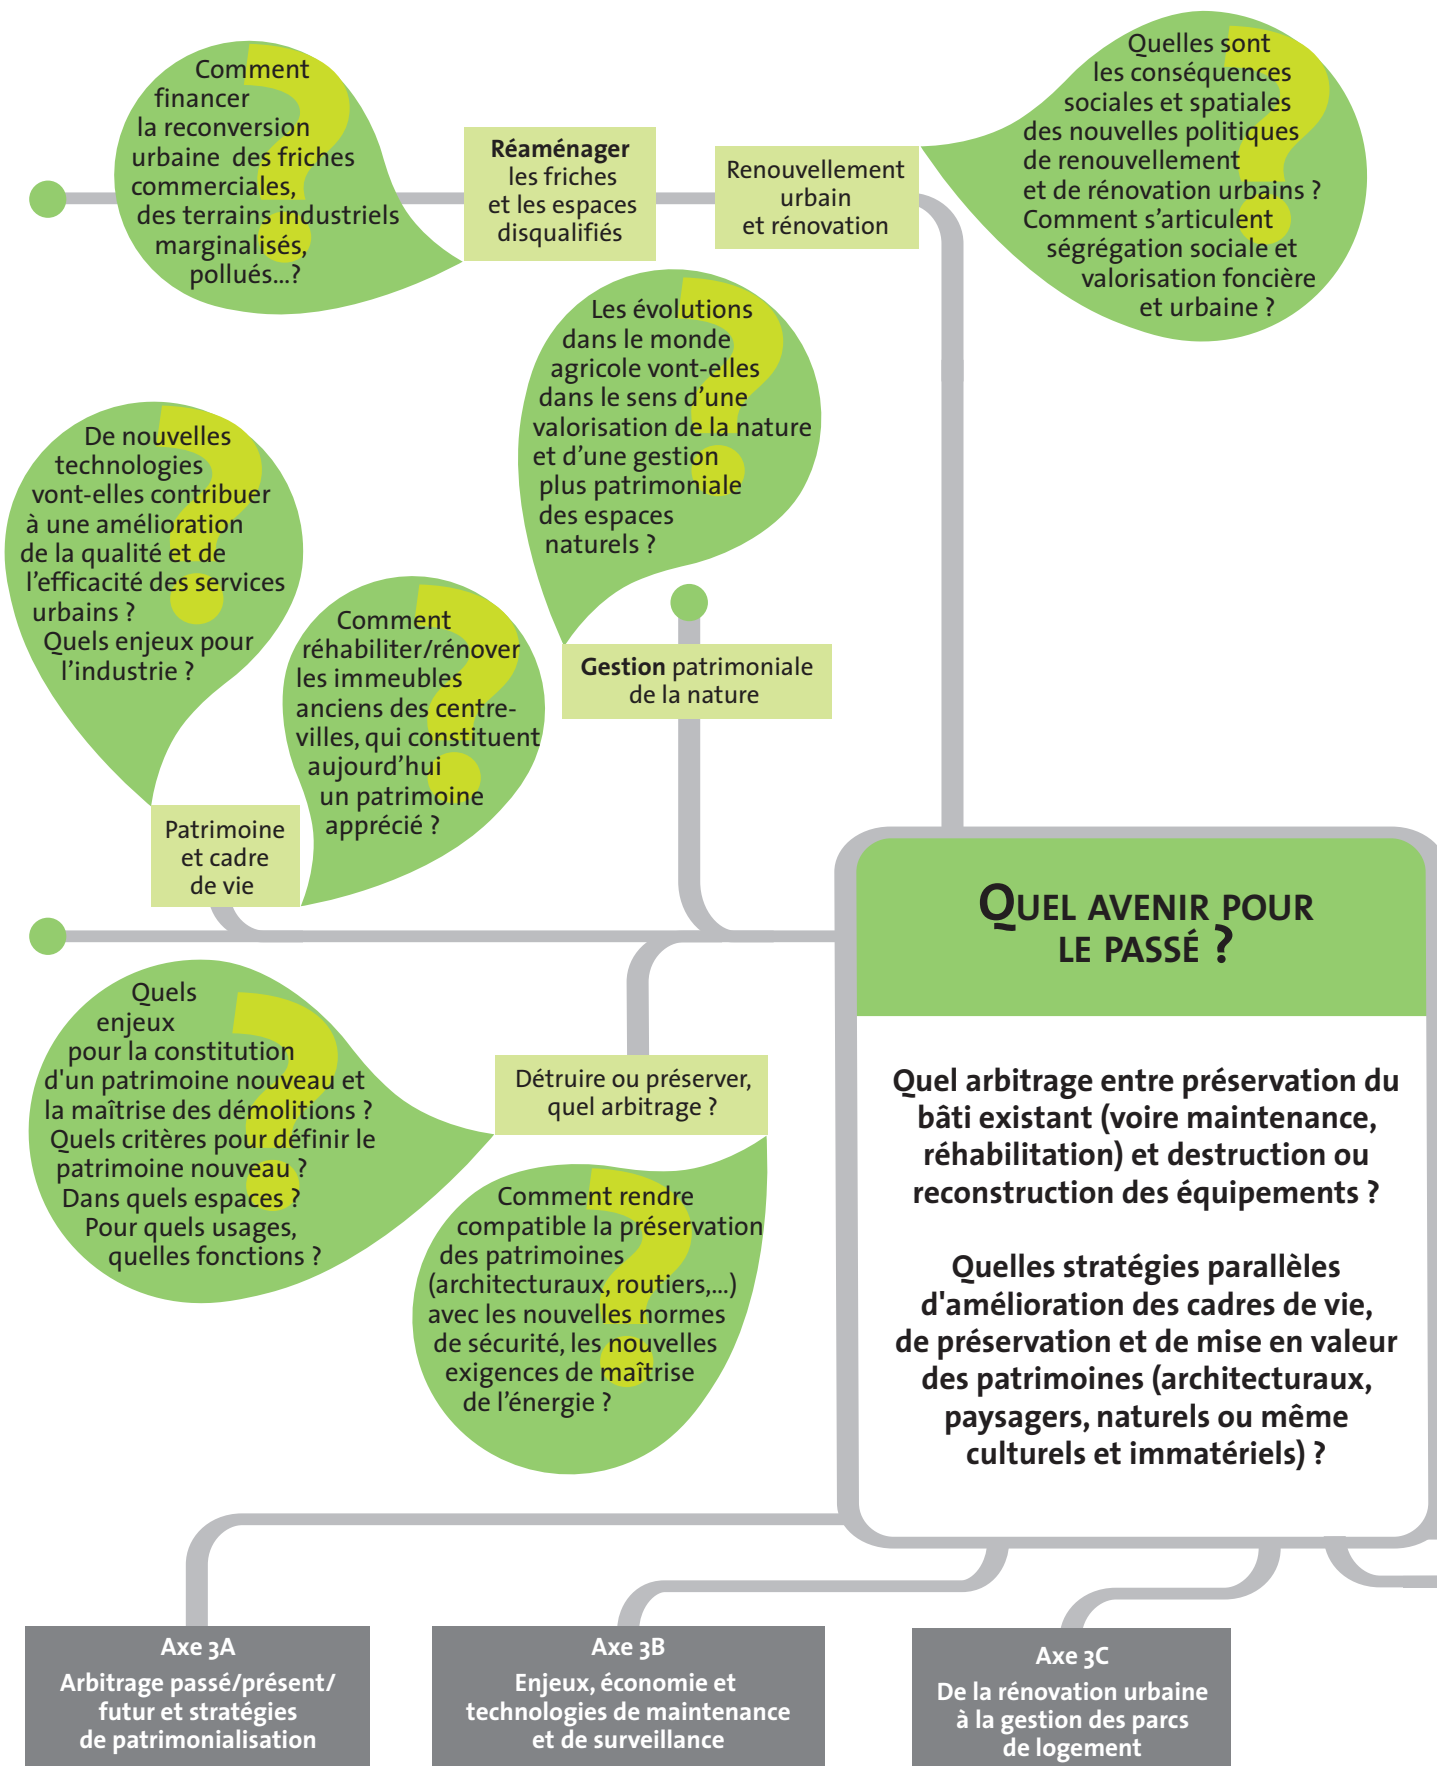 Comment
financer
la reconversion
urbaine des friches
commerciales,
des terrains industriels
marginalisés,
pollués...?
Réaménager
les friches
et les espaces
disqualifiés
Renouvellement
urbain
et rénovation
Quelles sont
les conséquences
sociales et spatiales
des nouvelles politiques
de renouvellement
et de rénovation urbains ?
Comment s’articulent
ségrégation sociale et
valorisation foncière
et urbaine ?
Les évolutions
dans le monde
agricole vont-elles
dans le sens d’une
valorisation de la nature
et d’une gestion
plus patrimoniale
des espaces
naturels ?
De nouvelles
technologies
vont-elles contribuer
à une amélioration
de la qualité et de
l’efficacité des services
urbains ?
Quels enjeux pour
l’industrie ?
Comment
réhabiliter/rénover
les immeubles
anciens des centre-
villes, qui constituent
aujourd’hui
un patrimoine
apprécié ?
Gestion patrimoniale
de la nature
Patrimoine
et cadre
de vie
QUEL AVENIR POUR
LE PASSÉ ?
Quel arbitrage entre préservation du
bâti existant (voire maintenance,
réhabilitation) et destruction ou
reconstruction des équipements ?
Quelles stratégies parallèles
d'amélioration des cadres de vie,
de préservation et de mise en valeur
des patrimoines (architecturaux,
paysagers, naturels ou même
culturels et immatériels) ?
Quels
enjeux
pour la constitution
d'un patrimoine nouveau et
la maîtrise des démolitions ?
Quels critères pour définir le
patrimoine nouveau ?
Dans quels espaces ?
Pour quels usages,
quelles fonctions ?
Détruire ou préserver,
quel arbitrage ?
Comment rendre
compatible la préservation
des patrimoines
(architecturaux, routiers,...)
avec les nouvelles normes
de sécurité, les nouvelles
exigences de maîtrise
de l’énergie ?
Axe 3A
Arbitrage passé/présent/
futur et stratégies
de patrimonialisation
Axe 3B
Enjeux, économie et
technologies de maintenance
et de surveillance
Axe 3C
De la rénovation urbaine
à la gestion des parcs
de logement